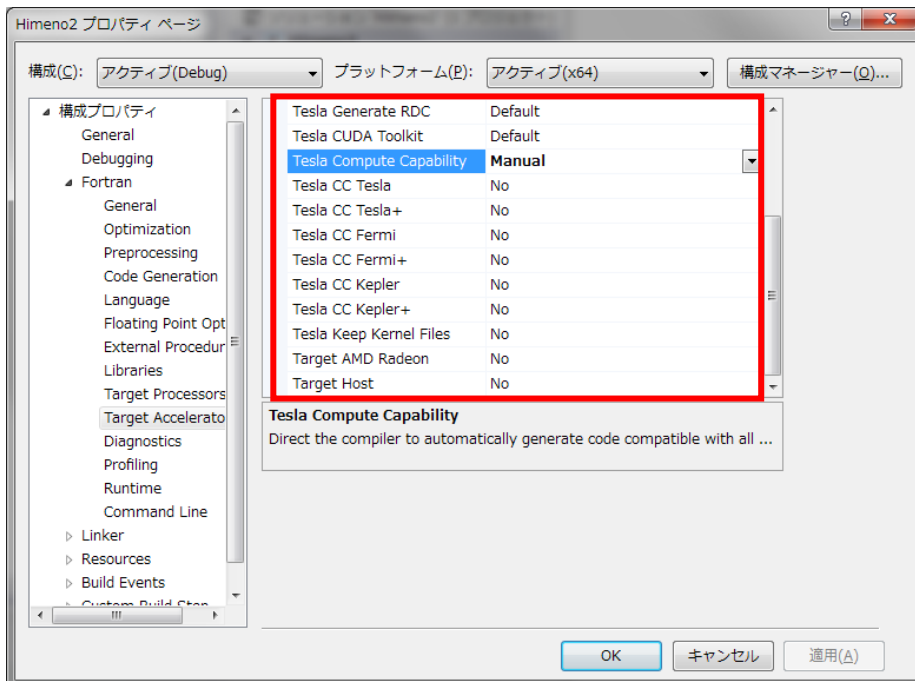 Himeno2 プロパティ ページ
構成(C): アクティブ(Debug) プラットフォーム(P): アクティブ(x64) 構成マネージャー(O)...
構成プロパティ
General
Debugging
Fortran
General
Optimization
Preprocessing
Code Generation
Language
Floating Point Opt
External Procedur
Libraries
Target Processors
Target Accelerato
Diagnostics
Profiling
Runtime
Command Line
Linker
Resources
Build Events
Custom Build Step
Tesla Generate RDC Default
Tesla CUDA Toolkit Default
Tesla Compute Capability Manual
Tesla CC Tesla No
Tesla CC Tesla+ No
Tesla CC Fermi No
Tesla CC Fermi+ No
Tesla CC Kepler No
Tesla CC Kepler+ No
Tesla Keep Kernel Files No
Target AMD Radeon No
Target Host No
Tesla Compute Capability
Direct the compiler to automatically generate code compatible with all ...
OK キャンセル 適用(A)